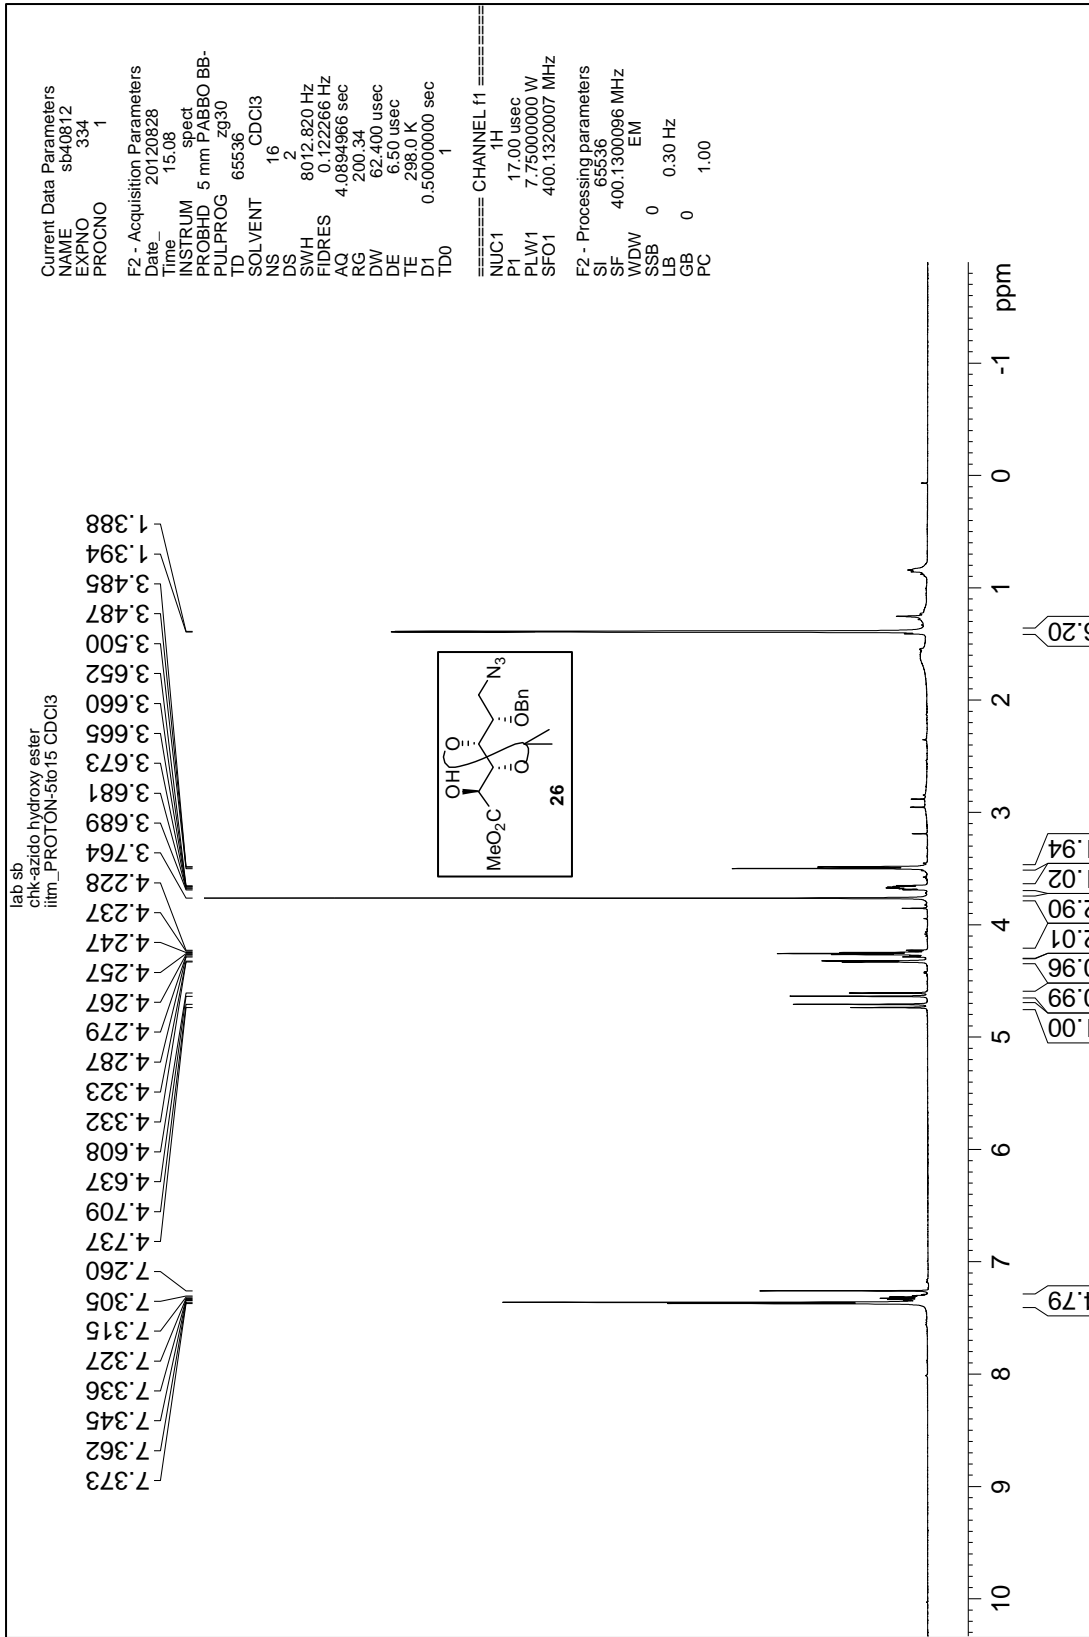 lab sb
chk-azido hydroxy ester
iitm_PROTON-5to15 CDCl3
7.373
7.362
7.345
7.336
7.327
7.315
7.305
7.260
4.737
4.709
4.637
4.608
4.332
4.323
4.287
4.279
4.267
4.257
4.247
4.237
4.228
3.764
3.689
3.681
3.673
3.665
3.660
3.652
3.500
3.487
3.485
1.394
1.388
Current Data Parameters
NAME sb40812
EXPNO 334
PROCNO 1
F2 - Acquisition Parameters
Date_ 20120828
Time 15.08
INSTRUM spect
PROBHD 5 mm PABBO BB-
PULPROG zg30
TD 65536
SOLVENT CDCl3
NS 16
DS 2
SWH 8012.820 Hz
FIDRES 0.122266 Hz
AQ 4.0894966 sec
RG 200.34
DW 62.400 usec
DE 6.50 usec
TE 298.0 K
D1 0.50000000 sec
TD0 1
======== CHANNEL f1 ========
NUC1 1H
P1 17.00 usec
PLW1 7.75000000 W
SFO1 400.1320007 MHz
F2 - Processing parameters
SI 65536
SF 400.1300096 MHz
WDW EM
SSB 0
LB 0.30 Hz
GB 0
PC 1.00
OH
O
N3
MeO2C
O
OBn
26
10 9 8 7 6 5 4 3 2 1 0 -1 ppm